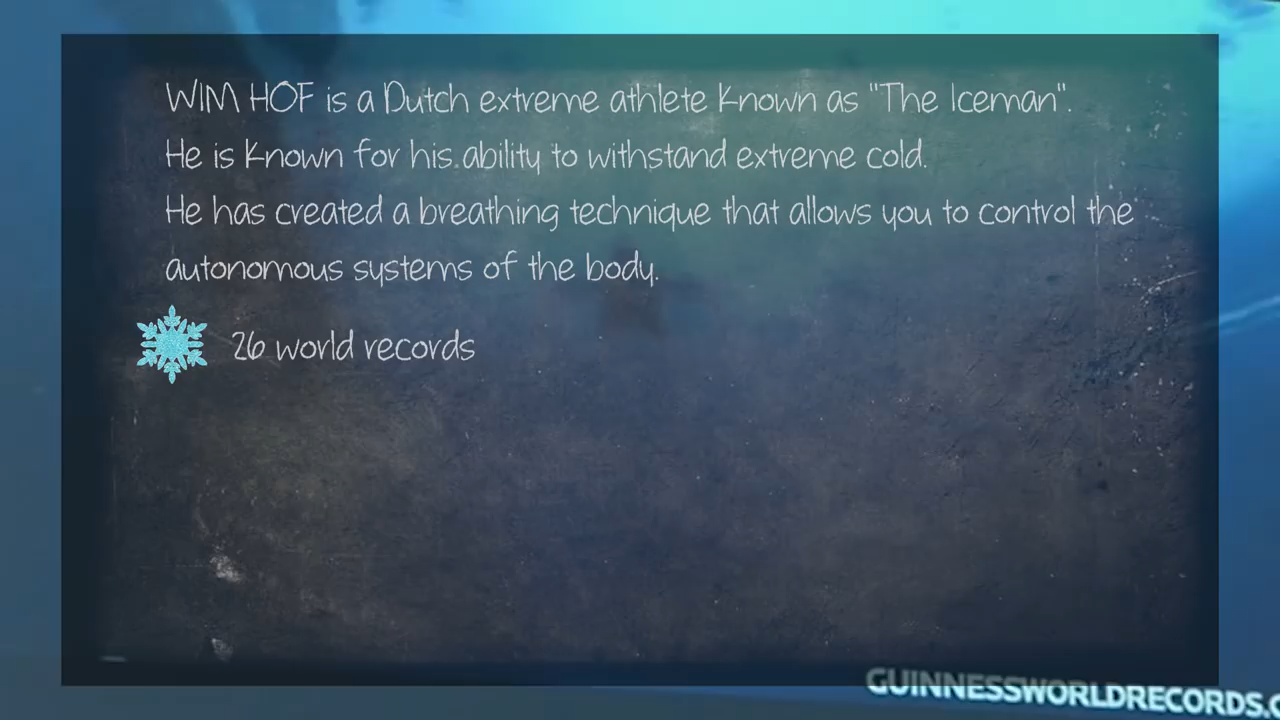 WIM HOF is a Dutch extreme athlete known as "The Iceman".
He is known for his ability to withstand extreme cold.
He has created a breathing technique that allows you to control the
autonomous systems of the body.
26 world records
GUINNESSWORLDRECORDS.C